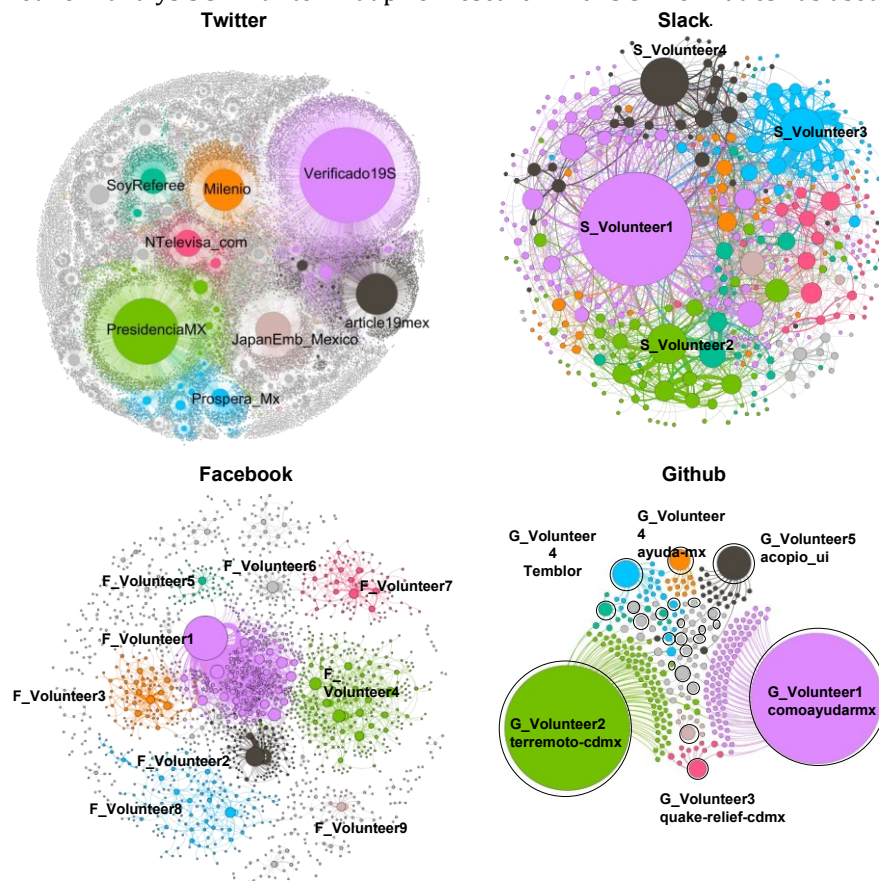 Twitter
Slack.
Verificado19S
SoyReferee
Milenio
NTelevisa_com
article19mex
PresidenciaMX
JapanEmb_Mexico
Prospera_Mx
S_Volunteer4
S_Volunteer3
S_Volunteer1
S_Volunteer2
Facebook
Github
F_Volunteer6
F_Volunteer5
F_Volunteer7
F_Volunteer1
F_
Volunteer4
F_Volunteer3
F_Volunteer2
F_Volunteer8
F_Volunteer9
G_Volunteer
4
Temblor
G_Volunteer
4
ayuda-mx
G_Volunteer5
acopio_ui
G_Volunteer2
terremoto-cdmx
G_Volunteer1
comoayudarmx
G_Volunteer3
quake-relief-cdmx